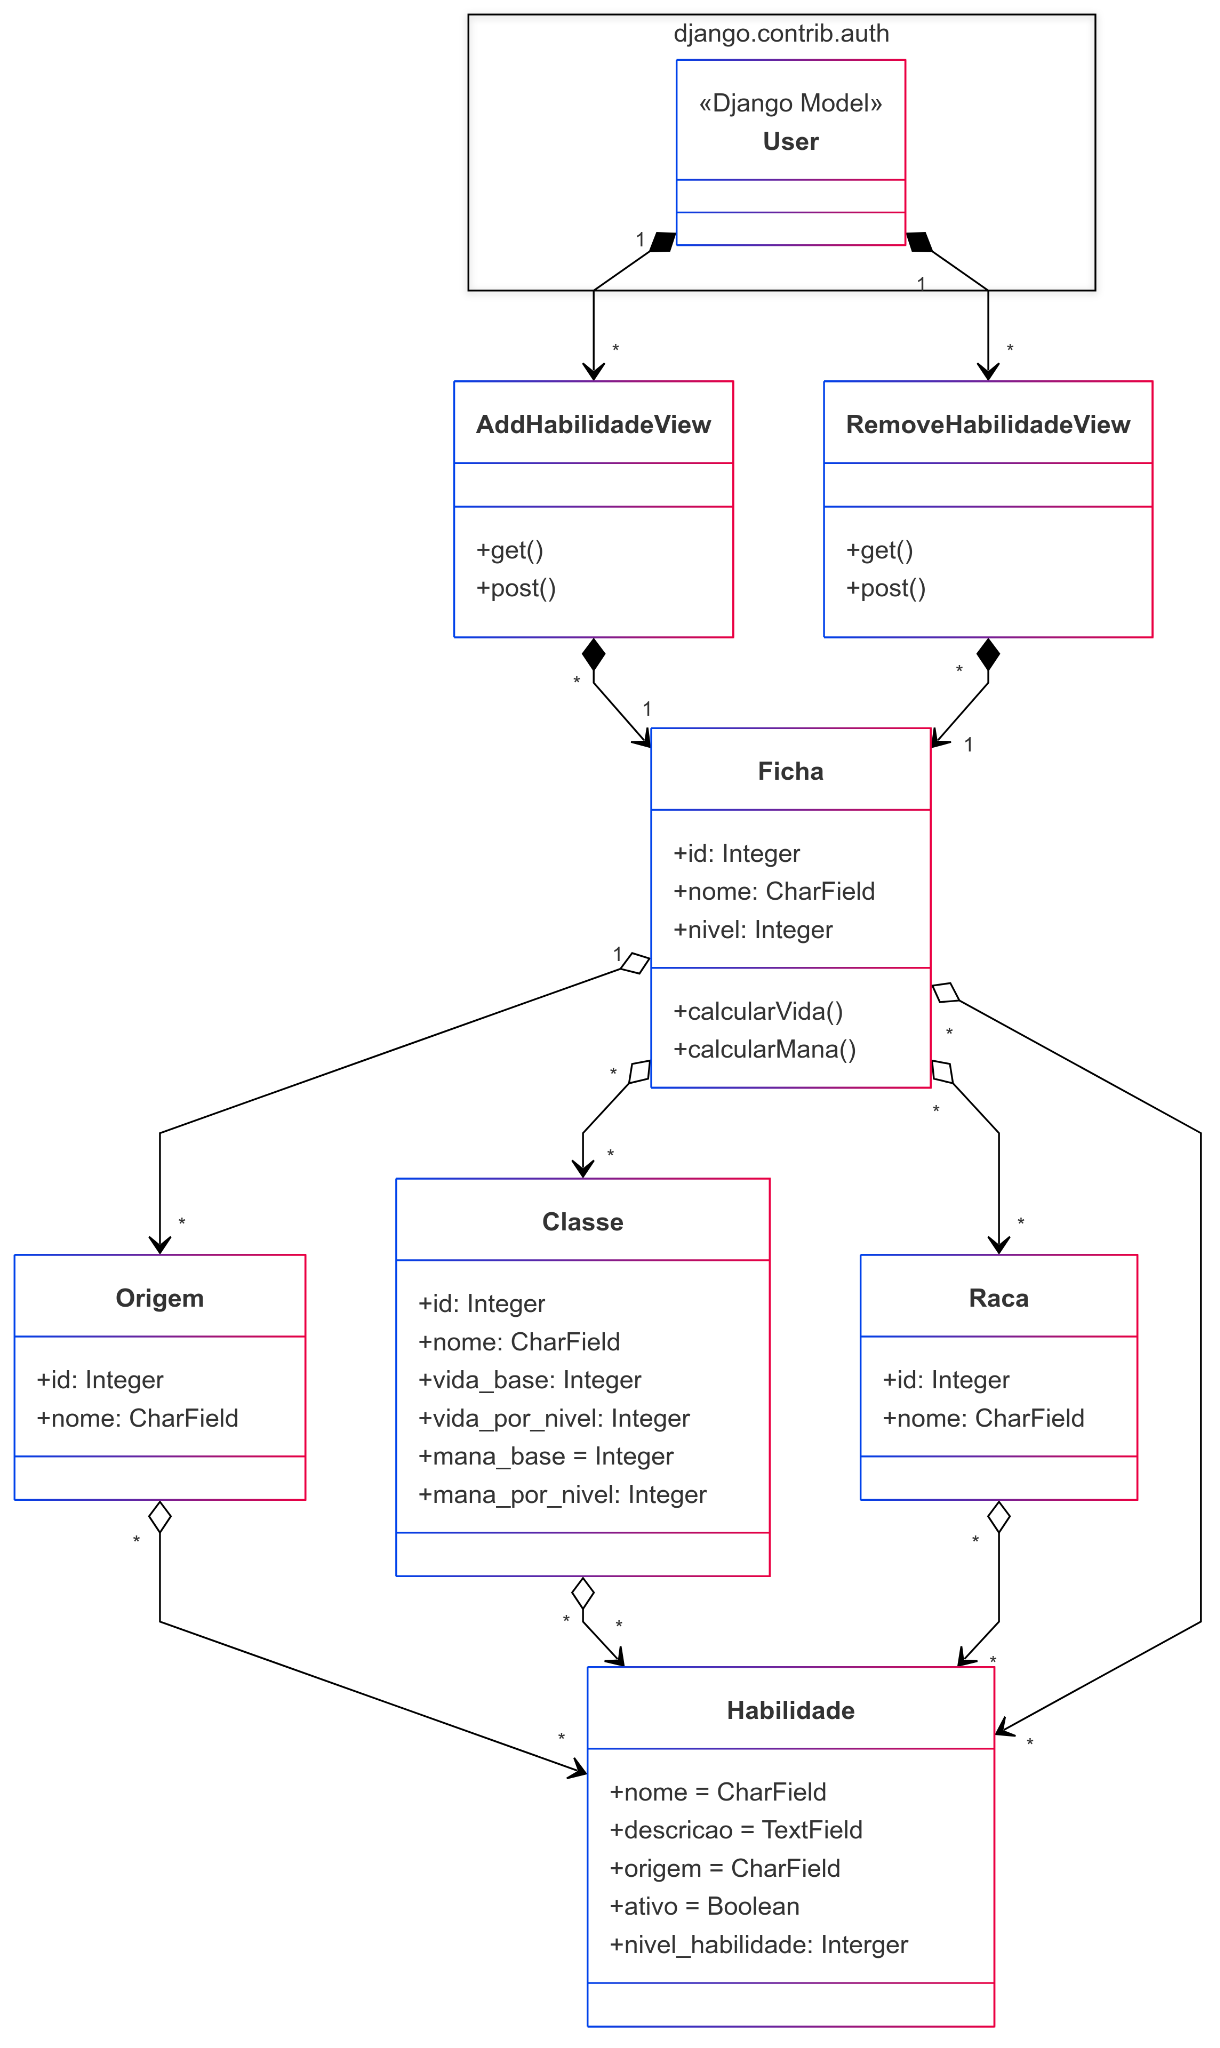 django.contrib.auth
«Django Model»
User
1
1
*
*
AddHabilidadeView
+get()
+post()
RemoveHabilidadeView
+get()
+post()
*
*
1
1
Ficha
+id: Integer
+nome: CharField
+nivel: Integer
+calcularVida()
+calcularMana()
1
*
*
*
*
*
*
Origem
+id: Integer
+nome: CharField
Classe
+id: Integer
+nome: CharField
+vida_base: Integer
+vida_por_nivel: Integer
+mana_base = Integer
+mana_por_nivel: Integer
Raca
+id: Integer
+nome: CharField
*
*
*
*
*
*
*
Habilidade
+nome = CharField
+descricao = TextField
+origem = CharField
+ativo = Boolean
+nivel_habilidade: Interger